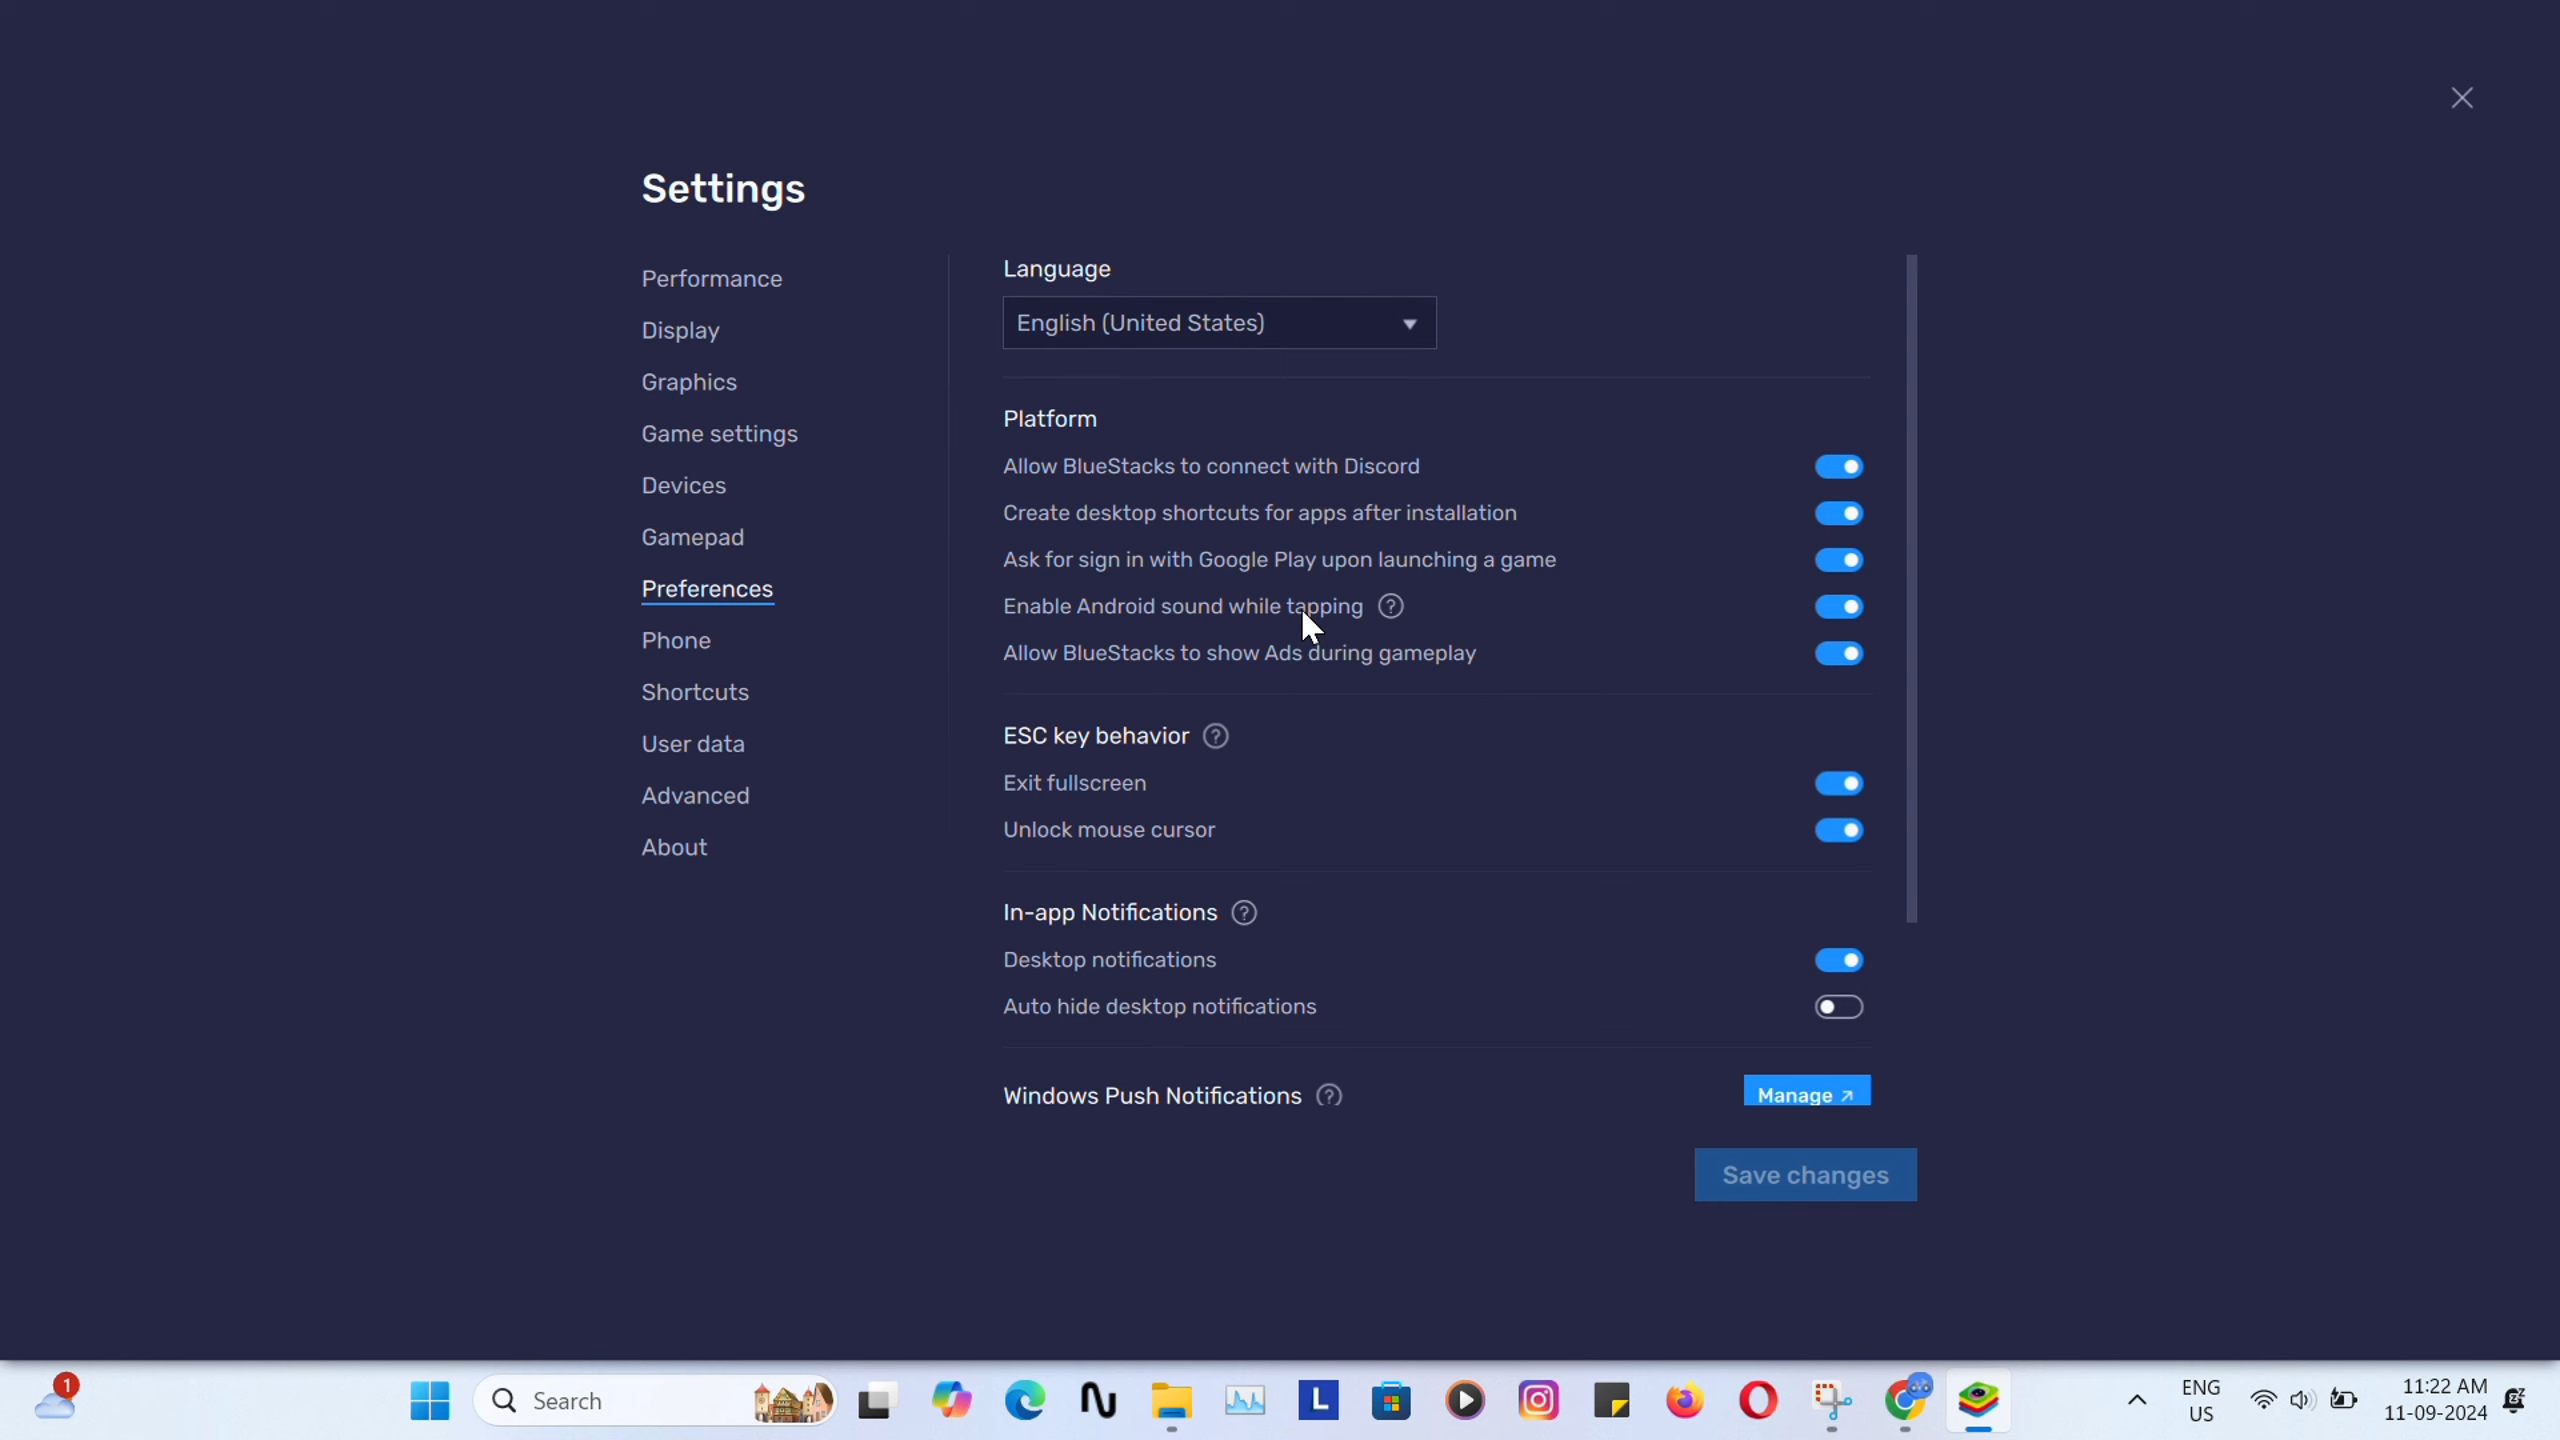 Settings
Performance
Display
Graphics
Game settings
Devices
Gamepad
Preferences
Phone
Shortcuts
User data
Advanced
About
Language
English (United States)
Platform
Allow BlueStacks to connect with Discord
Create desktop shortcuts for apps after installation
Ask for sign in with Google Play upon launching a game
Enable Android sound while tapping ?
Allow BlueStacks to show Ads during gameplay
ESC key behavior ?
Exit fullscreen
Unlock mouse cursor
In-app Notifications ?
Desktop notifications
Auto hide desktop notifications
Windows Push Notifications ?
Manage
Save changes
1
Search
L
ENG
US
11:22 AM
11-09-2024